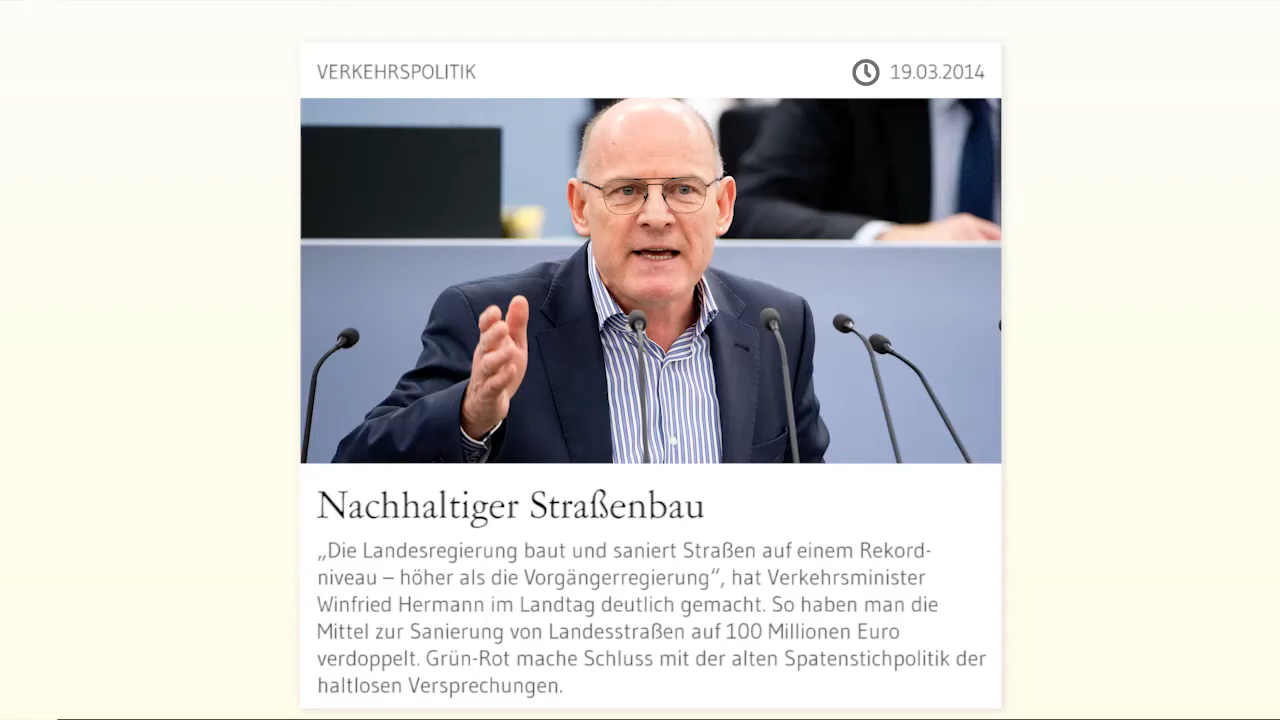 VERKEHRSPOLITIK
19.03.2014
Nachhaltiger Straßenbau
„Die Landesregierung baut und saniert Straßen auf einem Rekord-
niveau – höher als die Vorgängerregierung“, hat Verkehrsminister
Winfried Hermann im Landtag deutlich gemacht. So haben man die
Mittel zur Sanierung von Landesstraßen auf 100 Millionen Euro
verdoppelt. Grün-Rot mache Schluss mit der alten Spatenstichpolitik der
haltlosen Versprechungen.